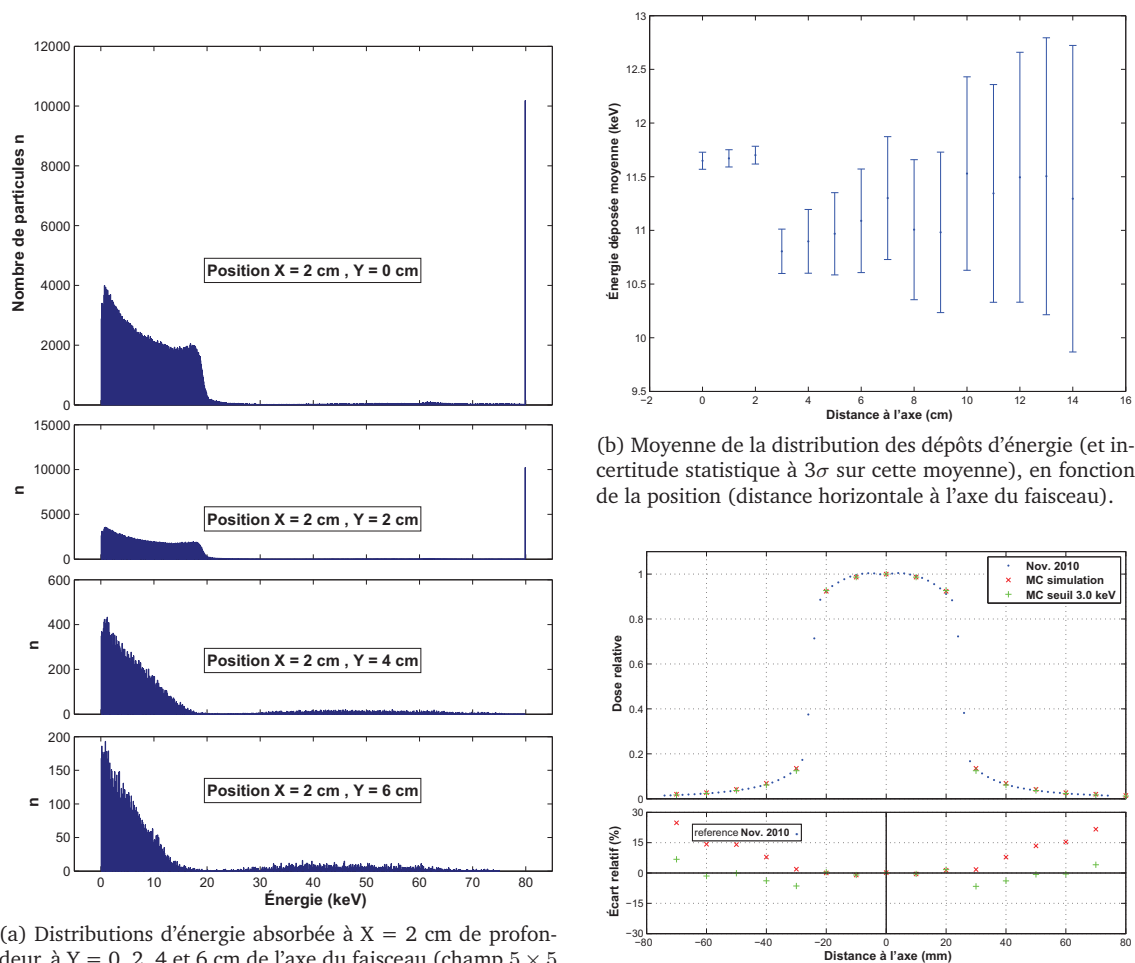 12000
10000
8000
6000
4000
2000
0
Nombre de particules n
Position X = 2 cm , Y = 0 cm
15000
10000
5000
0
n
Position X = 2 cm , Y = 2 cm
600
400
200
0
n
Position X = 2 cm , Y = 4 cm
200
150
100
50
0
n
Position X = 2 cm , Y = 6 cm
0 10 20 30 40 50 60 70 80
Énergie (keV)
(a) Distributions d'énergie absorbée à X = 2 cm de profon-
deur, à Y = 0, 2, 4 et 6 cm de l'axe du faisceau (champ 5 × 5
13
12.5
12
11.5
11
10.5
10
9.5
Énergie déposée moyenne (keV)
−2 0 2 4 6 8 10 12 14 16
Distance à l'axe (cm)
(b) Moyenne de la distribution des dépôts d'énergie (et in-
certitude statistique à 3σ sur cette moyenne), en fonction
de la position (distance horizontale à l'axe du faisceau).
1
0.8
0.6
0.4
0.2
0
Dose relative
Nov. 2010
MC simulation
MC seuil 3.0 keV
30
15
0
−15
−30
Écart relatif (%)
reference Nov. 2010
−80 −60 −40 −20 0 20 40 60 80
Distance à l'axe (mm)